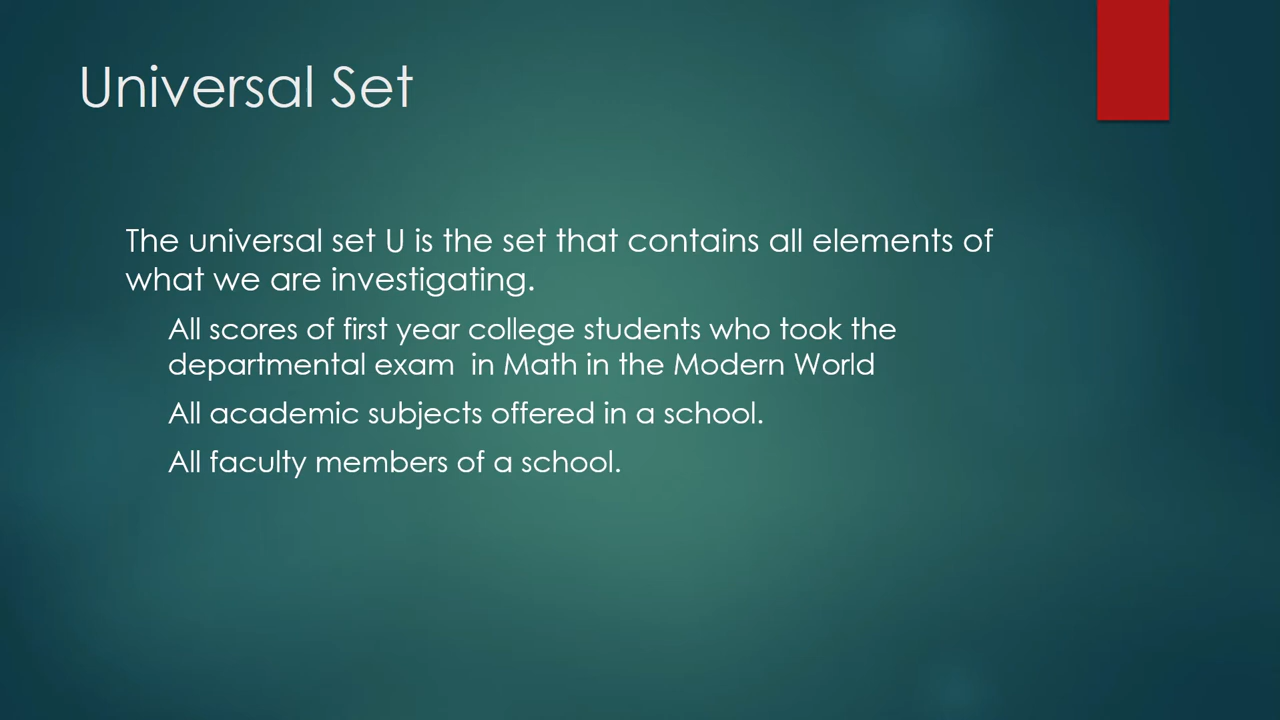 Universal Set
The universal set U is the set that contains all elements of
what we are investigating.
All scores of first year college students who took the
departmental exam  in Math in the Modern World
All academic subjects offered in a school.
All faculty members of a school.